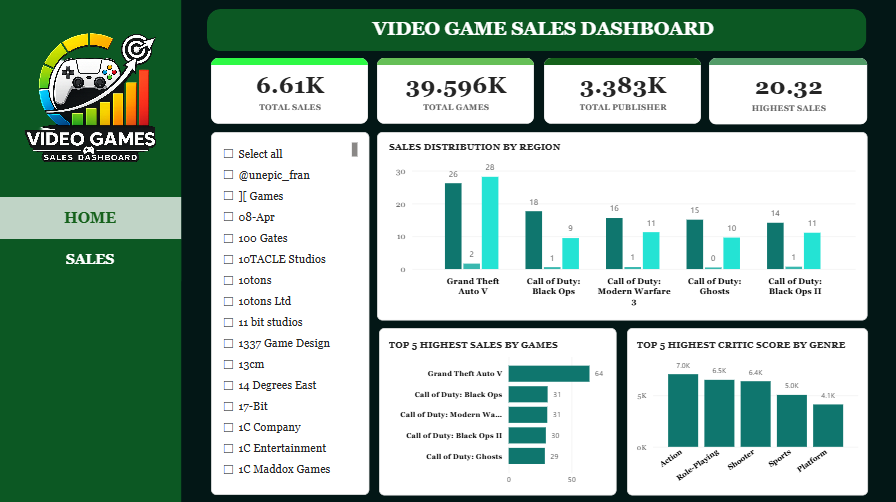 VIDEO GAMES
SALES DASHBOARD
HOME
SALES
VIDEO GAME SALES DASHBOARD
6.61K
TOTAL SALES
39.596K
TOTAL GAMES
3.383K
TOTAL PUBLISHER
20.32
HIGHEST SALES
Select all
@unepic_fran
][ Games
08-Apr
100 Gates
10TACLE Studios
10tons
10tons Ltd
11 bit studios
1337 Game Design
13cm
14 Degrees East
17-Bit
1C Company
1C Entertainment
1C Maddox Games
SALES DISTRIBUTION BY REGION
30
20
10
0
26
2
28
18
1
9
16
1
11
15
0
10
14
1
11
Grand Theft
Auto V
Call of Duty:
Black Ops
Call of Duty:
Modern Warfare
3
Call of Duty:
Ghosts
Call of Duty:
Black Ops II
TOP 5 HIGHEST SALES BY GAMES
Grand Theft Auto V 64
Call of Duty: Black Ops 31
Call of Duty: Modern Wa... 31
Call of Duty: Black Ops II 30
Call of Duty: Ghosts 29
0 50
TOP 5 HIGHEST CRITIC SCORE BY GENRE
5K
0K
7.0K
6.5K
6.4K
5.0K
4.1K
Action
Role-Playing
Shooter
Sports
Platform